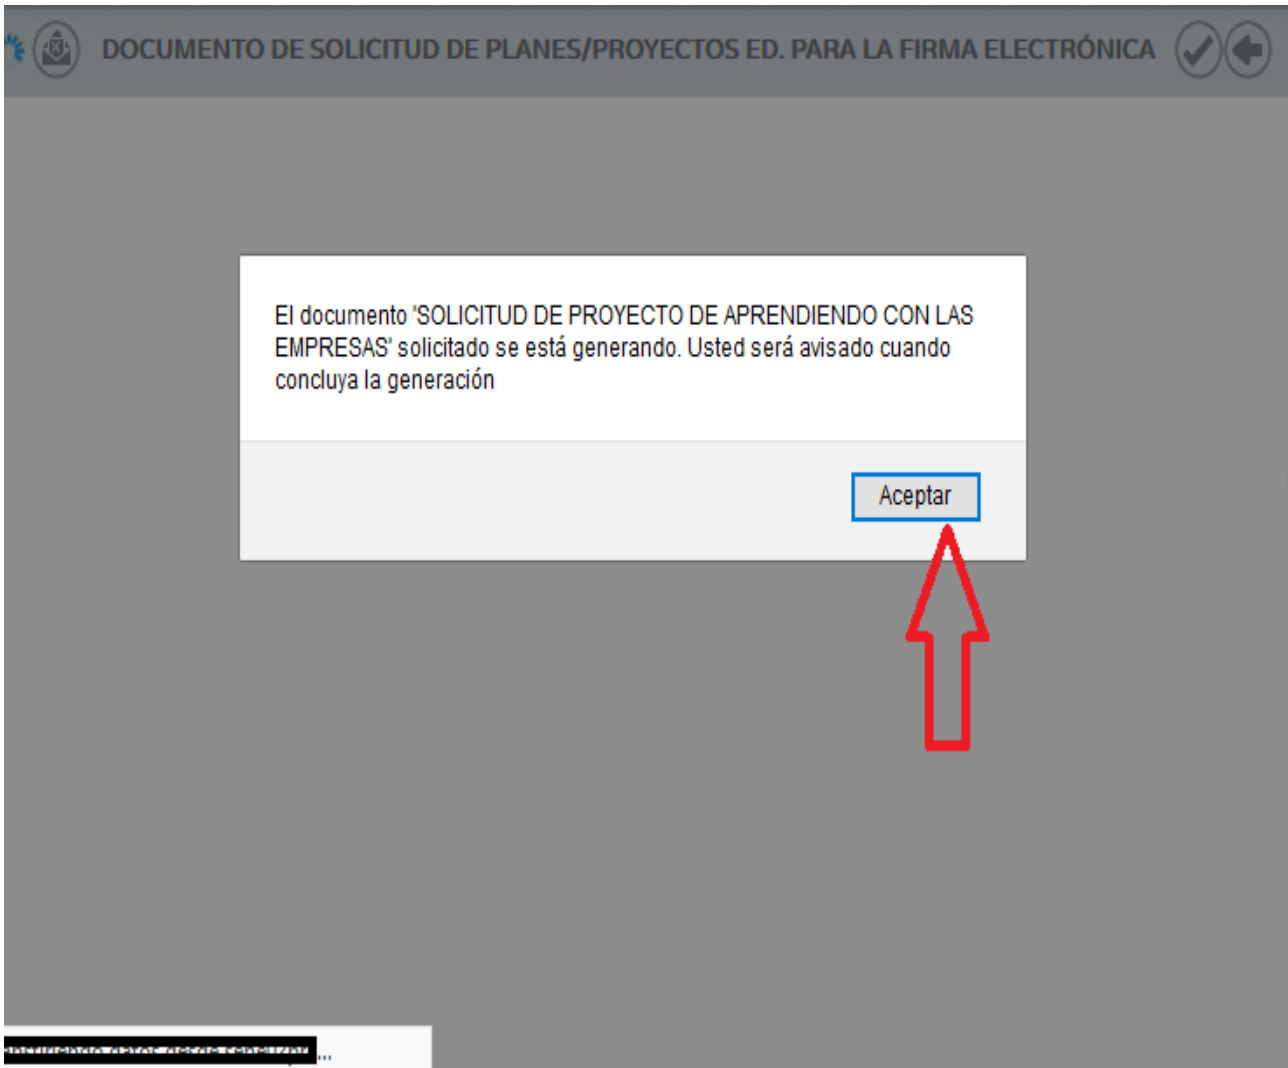 DOCUMENTO DE SOLICITUD DE PLANES/PROYECTOS ED. PARA LA FIRMA ELECTRÓNICA
El documento 'SOLICITUD DE PROYECTO DE APRENDIENDO CON LAS
EMPRESAS' solicitado se está generando. Usted será avisado cuando
concluya la generación
Aceptar
...